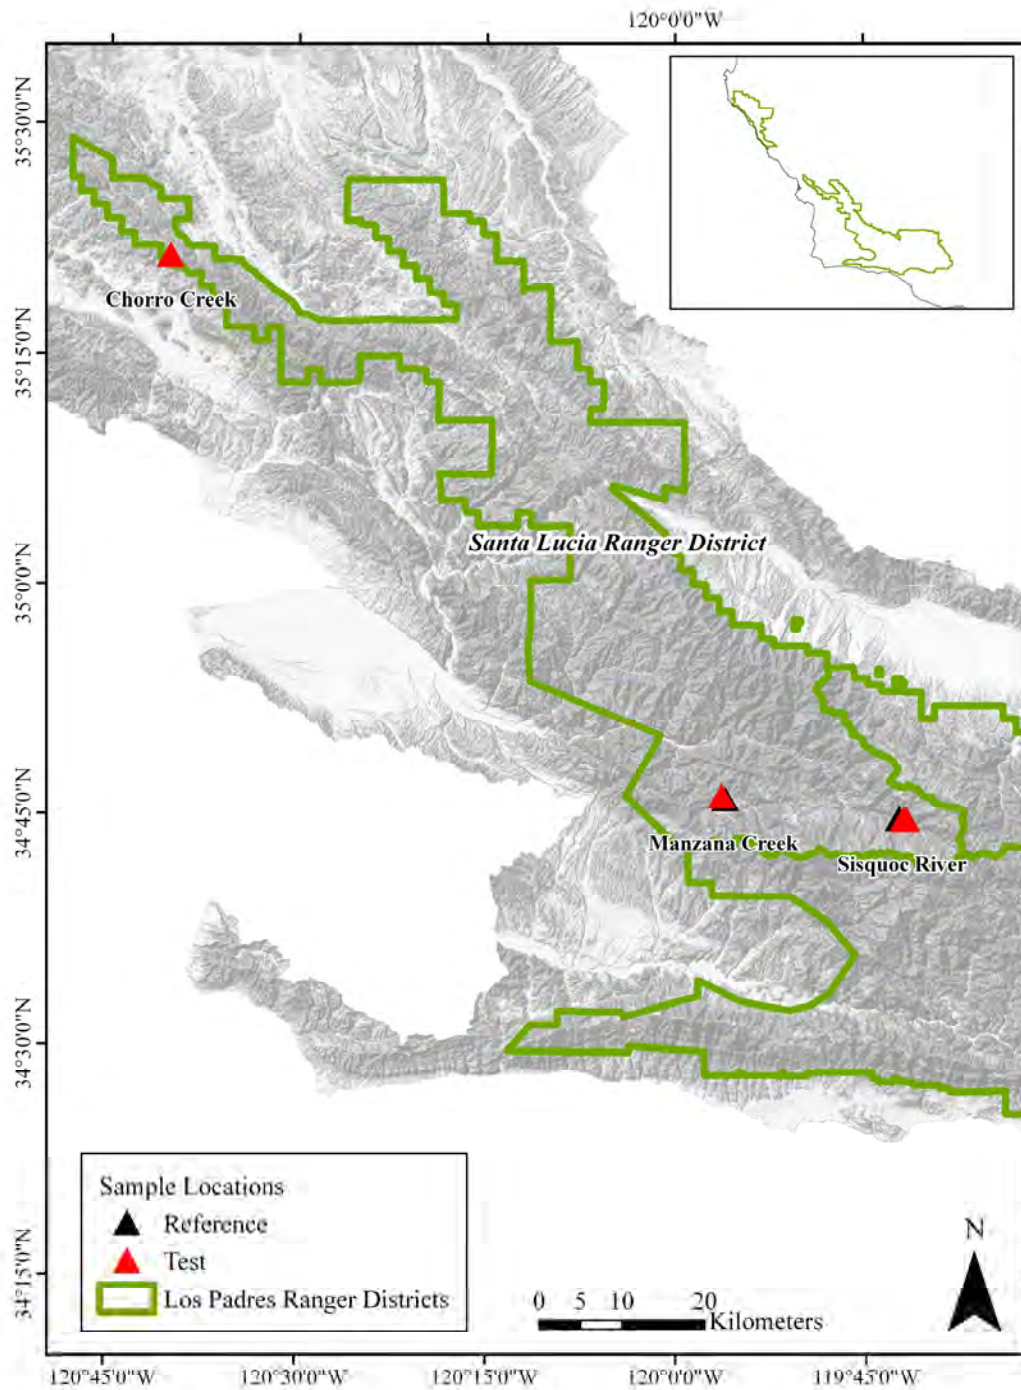 120°0'0"W
35°30'0"N
Chorro Creek
35°15'0"N
Santa Lucia Ranger District
35°0'0"N
34°45'0"N
Manzana Creek
Sisquoc River
34°30'0"N
Sample Locations
Reference
Test
Los Padres Ranger Districts
34°15'0"N
0 5 10 20
Kilometers
N
120°45'0"W 120°30'0"W 120°15'0"W 120°0'0"W 119°45'0"W